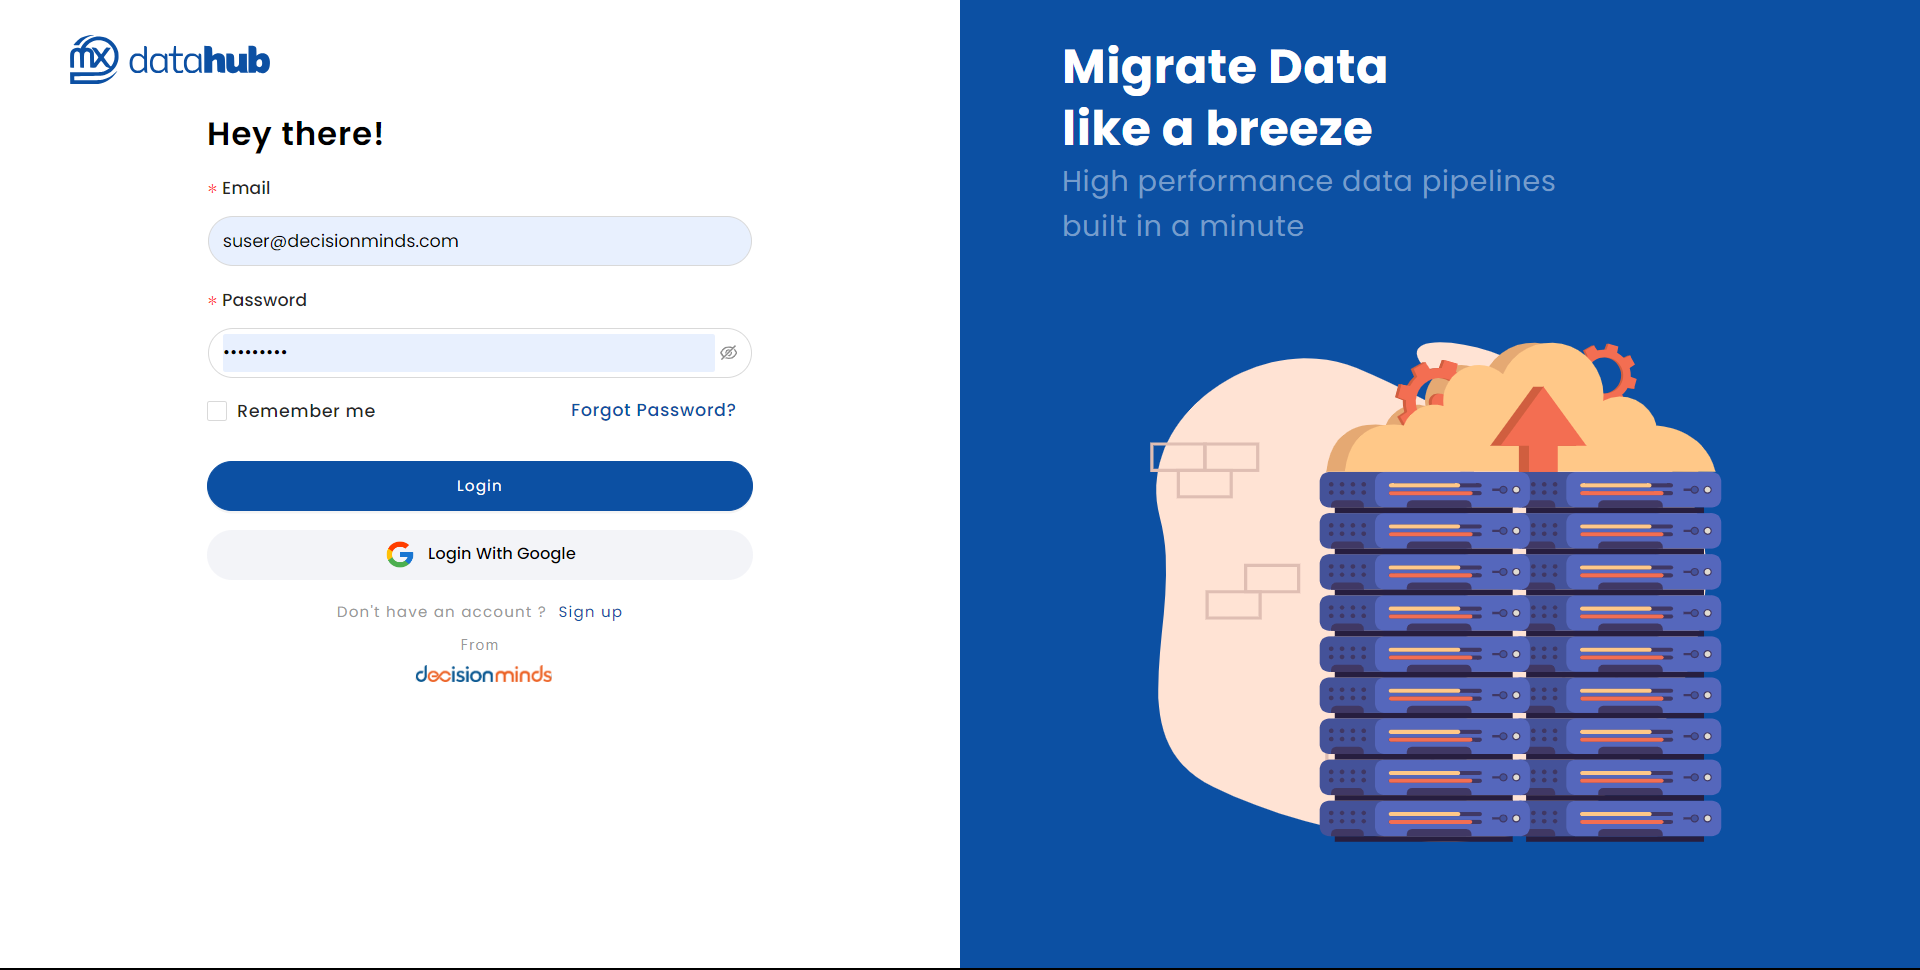 mx datahub
Hey there!
* Email
suser@decisionminds.com
* Password
•••••••••
Remember me
Forgot Password?
Login
Login With Google
Don't have an account ? Sign up
From
decisionminds
Migrate Data
like a breeze
High performance data pipelines
built in a minute